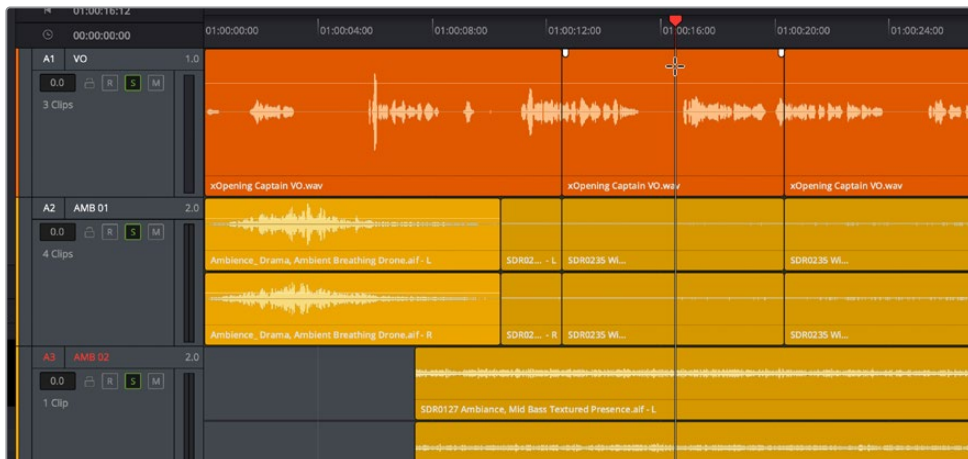 01:00:16:12
00:00:00:00
01:00:00:00 01:00:04:00 01:00:08:00 01:00:12:00 01:00:16:00 01:00:20:00 01:00:24:00
A1 VO 1.0
0.0 R S M
3 Clips
xOpening Captain VO.wav xOpening Captain VO.wav xOpening Captain VO.wav
A2 AMB 01 2.0
0.0 R S M
4 Clips
Ambience_ Drama, Ambient Breathing Drone.aif - L SDR02... - L SDR0235 Wi... SDR0235 Wi...
Ambience_ Drama, Ambient Breathing Drone.aif - R SDR02... - R SDR0235 Wi... SDR0235 Wi...
A3 AMB 02 2.0
0.0 R S M
1 Clip
SDR0127 Ambiance, Mid Bass Textured Presence.aif - L